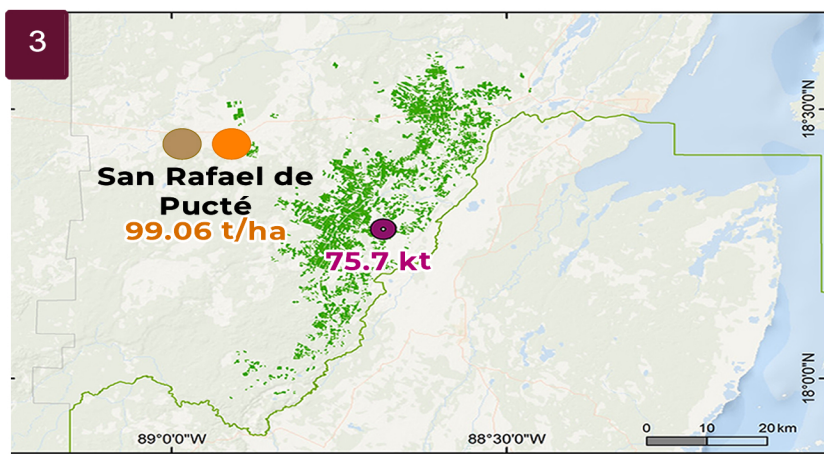 3
18°30'0"N
San Rafael de
Pucté
99.06 t/ha
75.7 kt
18°0'0"N
89°0'0"W
88°30'0"W
0 10 20 km